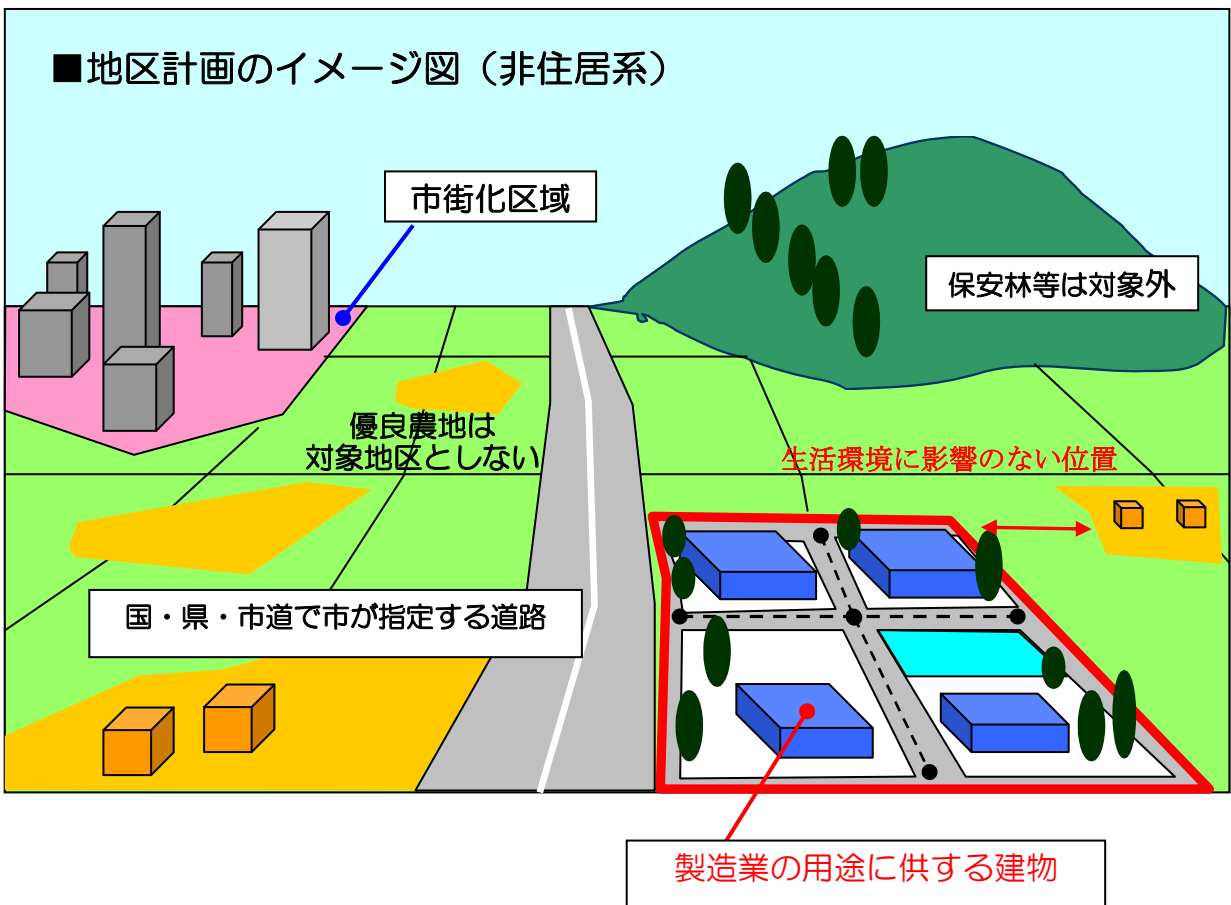 ■地区計画のイメージ図（非住居系）
市街化区域
保安林等は対象外
優良農地は
対象地区としない
生活環境に影響のない位置
国・県・市道で市が指定する道路
製造業の用途に供する建物